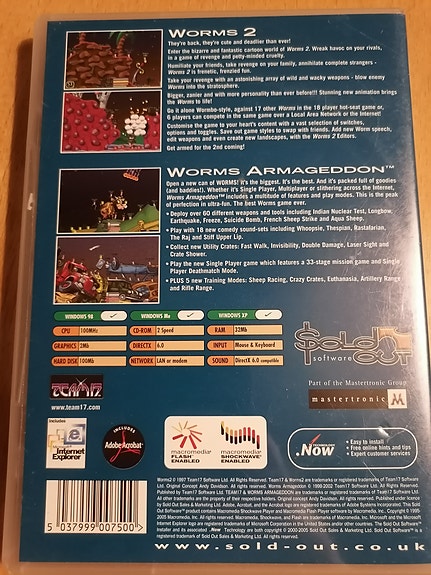 WORMS 2
They're back, they're cute and deadlier than ever!
Enter the bizarre and fantastic cartoon world of Worms 2. Wreak havoc on your rivals,
in a game of revenge and petty-minded cruelty.
Humiliate your friends, take revenge on your family, annihilate complete strangers -
Worms 2 is frenetic, frenzied fun.
Take your revenge with an astonishing array of wild and wacky weapons - blow enemy
Worms into the stratosphere.
Bigger, zanier and with more personality than ever before!!! Stunning new animation brings
the Worms to life!
Go it alone Wormbo-style, against 17 other Worms in the 18 player hot-seat game or,
6 players can compete in the same game over a Local Area Network or the Internet!
Customise the game to your heart's content with a vast selection of switches,
options and toggles. Save out game styles to swap with friends. Add new Worm speech,
edit weapons and even create new landscapes, with the Worms 2 Editors.
Get armed for the 2nd coming!
WORMS ARMAGEDDON™
Open a new can of WORMS! It's the biggest. It's the best. And it's packed full of goodies
(and baddies!). Whether it's Single Player, Multiplayer or slithering across the Internet,
Worms Armageddon™ includes a multitude of features and play modes. This is the peak
of perfection in ultra-fun. The best Worms game ever.
• Deploy over 60 different weapons and tools including Indian Nuclear Test, Longbow,
Earthquake, Freeze, Suicide Bomb, French Sheep Strike and Aqua Sheep.
• Play with 18 new comedy sound-sets including Whoopsie, Thespian, Rastafarian,
The Raj and Stiff Upper Lip.
• Collect new Utility Crates: Fast Walk, Invisibility, Double Damage, Laser Sight and
Crate Shower.
• Play the new Single Player game which features a 33-stage mission game and Single
Player Deathmatch Mode.
• PLUS 5 new Training Modes: Sheep Racing, Crazy Crates, Euthanasia, Artillery Range
and Rifle Range.
WINDOWS 98 WINDOWS Me WINDOWS XP
CPU 100MHz CD-ROM 2 Speed RAM 32Mb
GRAPHICS 2Mb DIRECTX 6.0 INPUT Mouse & Keyboard
HARD DISK 100Mb NETWORK LAN or modem SOUND DirectX 6.0 compatible
SOLD OUT
software
TEAM17
www.team17.com
Part of the Mastertronic Group
mastertronic M
includes
Internet
Explorer
INCLUDES
Adobe Acrobat
macromedia
FLASH
ENABLED
macromedia
SHOCKWAVE
ENABLED
TECHNOLOGY
.Now
• Easy to install
• Free online hints and tips
• Expert customer services
5 037999 007500 >
www.sold-out.co.uk